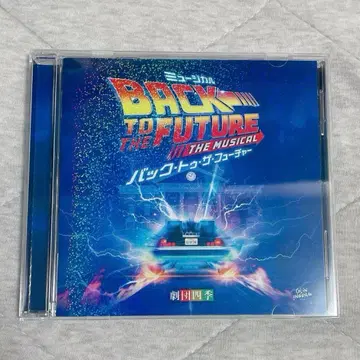 ミュージカル
BACK
TO THE FUTURE
THE MUSICAL
バック・トゥ・ザ・フューチャー
劇団四季